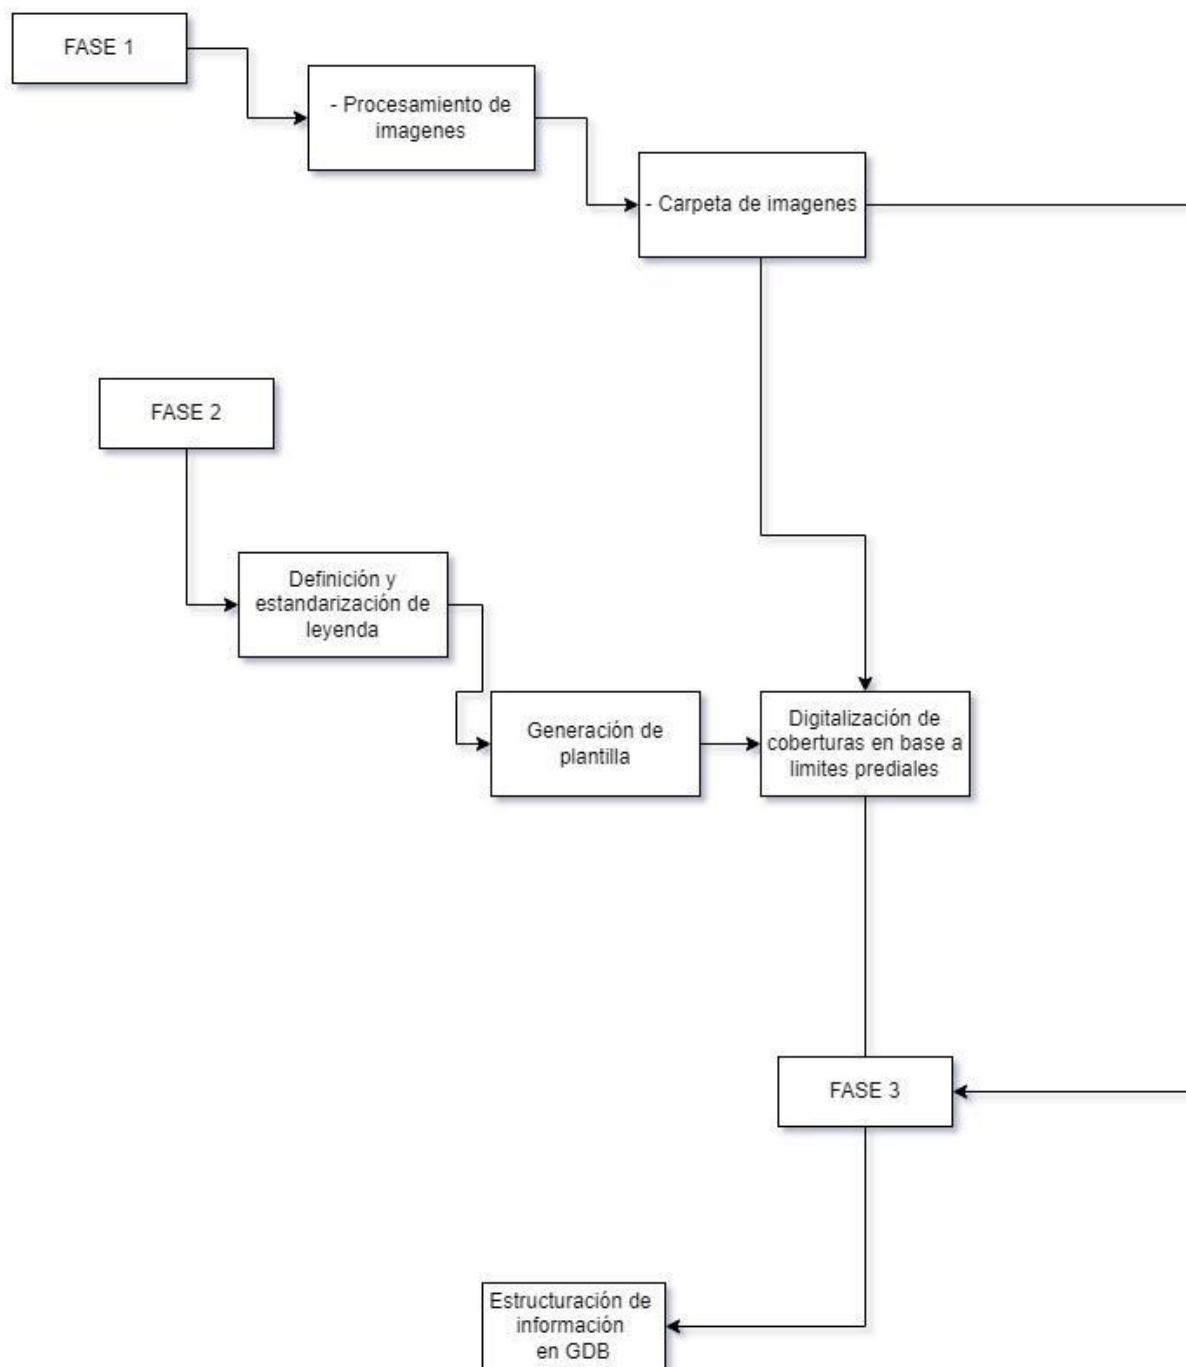 FASE 1
- Procesamiento de
imagenes
- Carpeta de imagenes
FASE 2
Definición y
estandarización de
leyenda
Generación de
plantilla
Digitalización de
coberturas en base a
limites prediales
FASE 3
Estructuración de
información
en GDB